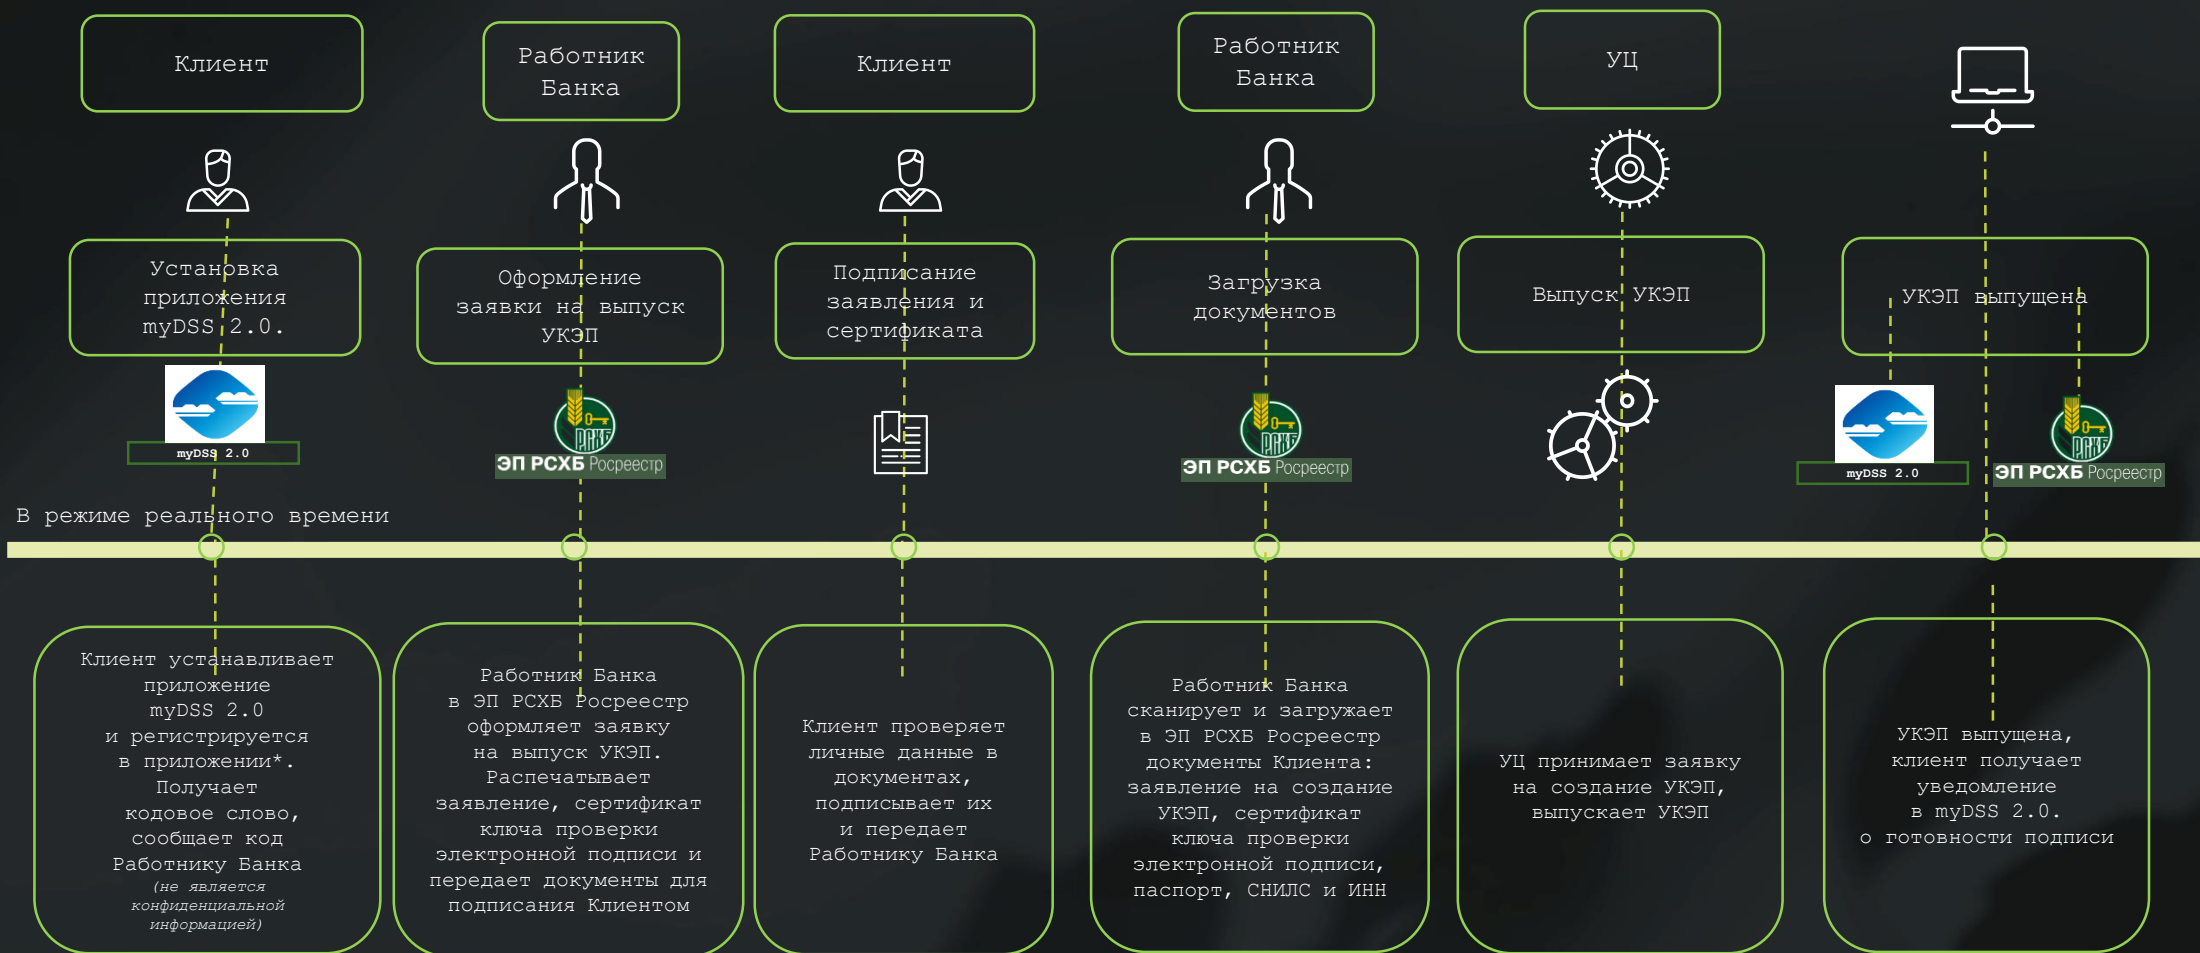 Клиент
Работник
Банка
Клиент
Работник
Банка
УЦ
Установка
приложения
myDSS 2.0.
Оформление
заявки на выпуск
УКЭП
Подписание
заявления и
сертификата
Загрузка
документов
Выпуск УКЭП
УКЭП выпущена
myDSS 2.0
РСХБ
ЭП РСХБ Росреестр
РСХБ
ЭП РСХБ Росреестр
myDSS 2.0
РСХБ
ЭП РСХБ Росреестр
В режиме реального времени
Клиент устанавливает
приложение
myDSS 2.0
и регистрируется
в приложении*.
Получает
кодовое слово,
сообщает код
Работнику Банка
(не является
конфиденциальной
информацией)
Работник Банка
в ЭП РСХБ Росреестр
оформляет заявку
на выпуск УКЭП.
Распечатывает
заявление, сертификат
ключа проверки
электронной подписи и
передает документы для
подписания Клиентом
Клиент проверяет
личные данные в
документах,
подписывает их
и передает
Работнику Банка
Работник Банка
сканирует и загружает
в ЭП РСХБ Росреестр
документы Клиента:
заявление на создание
УКЭП, сертификат
ключа проверки
электронной подписи,
паспорт, СНИЛС и ИНН
УЦ принимает заявку
на создание УКЭП,
выпускает УКЭП
УКЭП выпущена,
клиент получает
уведомление
в myDSS 2.0.
о готовности подписи